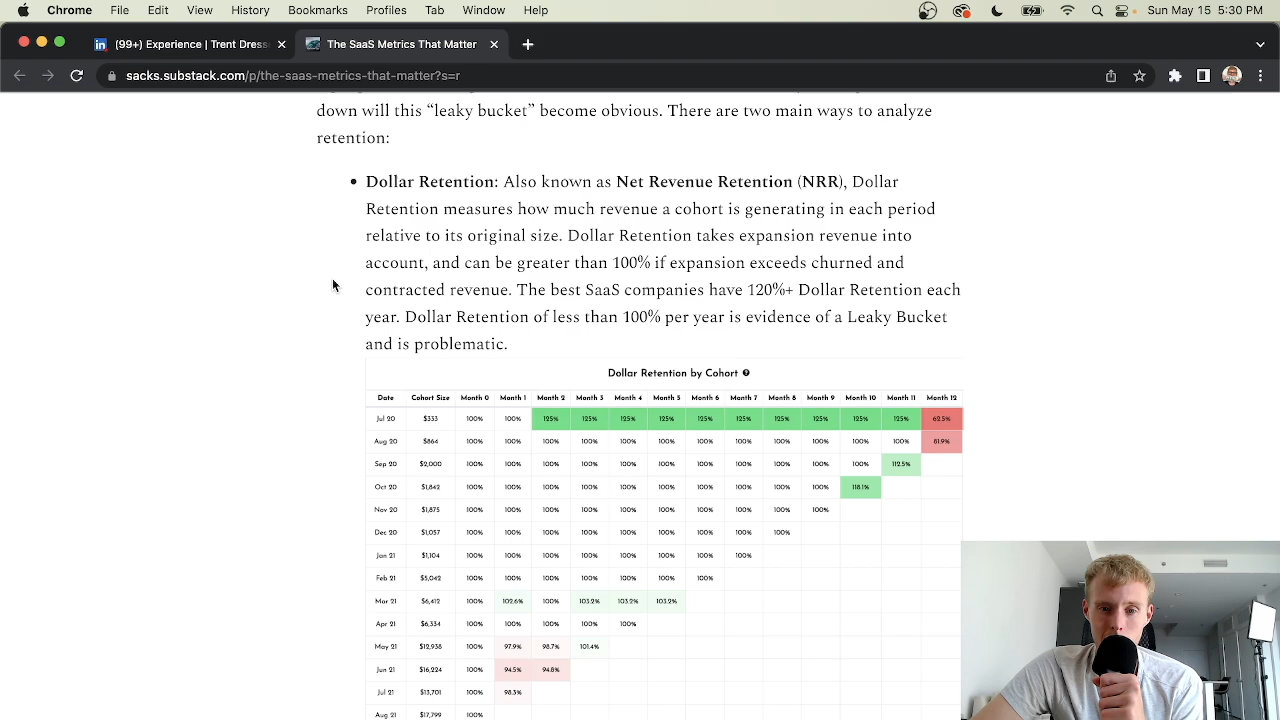 Chrome File Edit View History Bookmarks Profiles Tab Window Help Sun May 15 5:30 PM
(99+) Experience | Trent Dress The SaaS Metrics That Matter
sacks.substack.com/p/the-saas-metrics-that-matter?s=r
down will this “leaky bucket” become obvious. There are two main ways to analyze
retention:
Dollar Retention: Also known as Net Revenue Retention (NRR), Dollar
Retention measures how much revenue a cohort is generating in each period
relative to its original size. Dollar Retention takes expansion revenue into
account, and can be greater than 100% if expansion exceeds churned and
contracted revenue. The best SaaS companies have 120%+ Dollar Retention each
year. Dollar Retention of less than 100% per year is evidence of a Leaky Bucket
and is problematic.
Dollar Retention by Cohort
Date Cohort Size Month 0 Month 1 Month 2 Month 3 Month 4 Month 5 Month 6 Month 7 Month 8 Month 9 Month 10 Month 11 Month 12
Jul 20 $333 100% 100% 125% 125% 125% 125% 125% 125% 125% 125% 125% 125% 62.5%
Aug 20 $864 100% 100% 100% 100% 100% 100% 100% 100% 100% 100% 100% 100% 81.9%
Sep 20 $2,000 100% 100% 100% 100% 100% 100% 100% 100% 100% 100% 100% 112.5%
Oct 20 $1,842 100% 100% 100% 100% 100% 100% 100% 100% 100% 100% 118.1%
Nov 20 $1,875 100% 100% 100% 100% 100% 100% 100% 100% 100% 100%
Dec 20 $1,057 100% 100% 100% 100% 100% 100% 100% 100% 100%
Jan 21 $1,104 100% 100% 100% 100% 100% 100% 100% 100%
Feb 21 $5,042 100% 100% 100% 100% 100% 100% 100%
Mar 21 $6,412 100% 102.6% 100% 103.2% 103.2% 103.2%
Apr 21 $6,334 100% 100% 100% 100% 100%
May 21 $12,938 100% 97.9% 98.7% 101.4%
Jun 21 $16,224 100% 94.5% 94.8%
Jul 21 $13,701 100% 98.3%
Aug 21 $17,799 100%